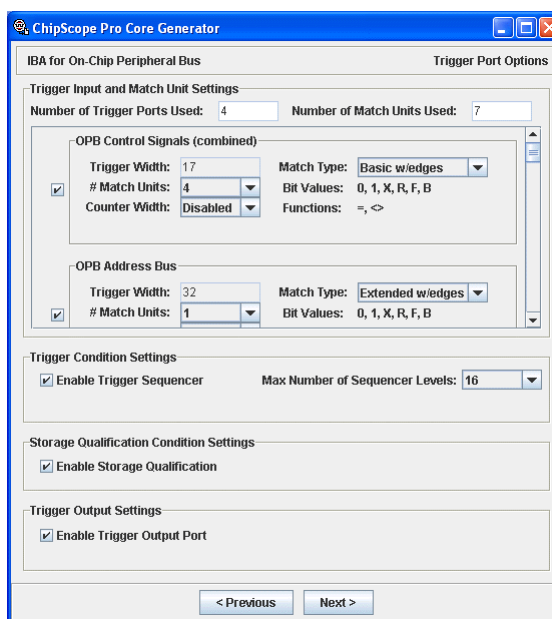 ChipScope Pro Core Generator
IBA for On-Chip Peripheral Bus Trigger Port Options
Trigger Input and Match Unit Settings
Number of Trigger Ports Used: 4 Number of Match Units Used: 7
OPB Control Signals (combined)
Trigger Width: 17 Match Type: Basic w/edges
# Match Units: 4 Bit Values: 0, 1, X, R, F, B
Counter Width: Disabled Functions: =, <>
OPB Address Bus
Trigger Width: 32 Match Type: Extended w/edges
# Match Units: 1 Bit Values: 0, 1, X, R, F, B
Trigger Condition Settings
Enable Trigger Sequencer Max Number of Sequencer Levels: 16
Storage Qualification Condition Settings
Enable Storage Qualification
Trigger Output Settings
Enable Trigger Output Port
< Previous Next >